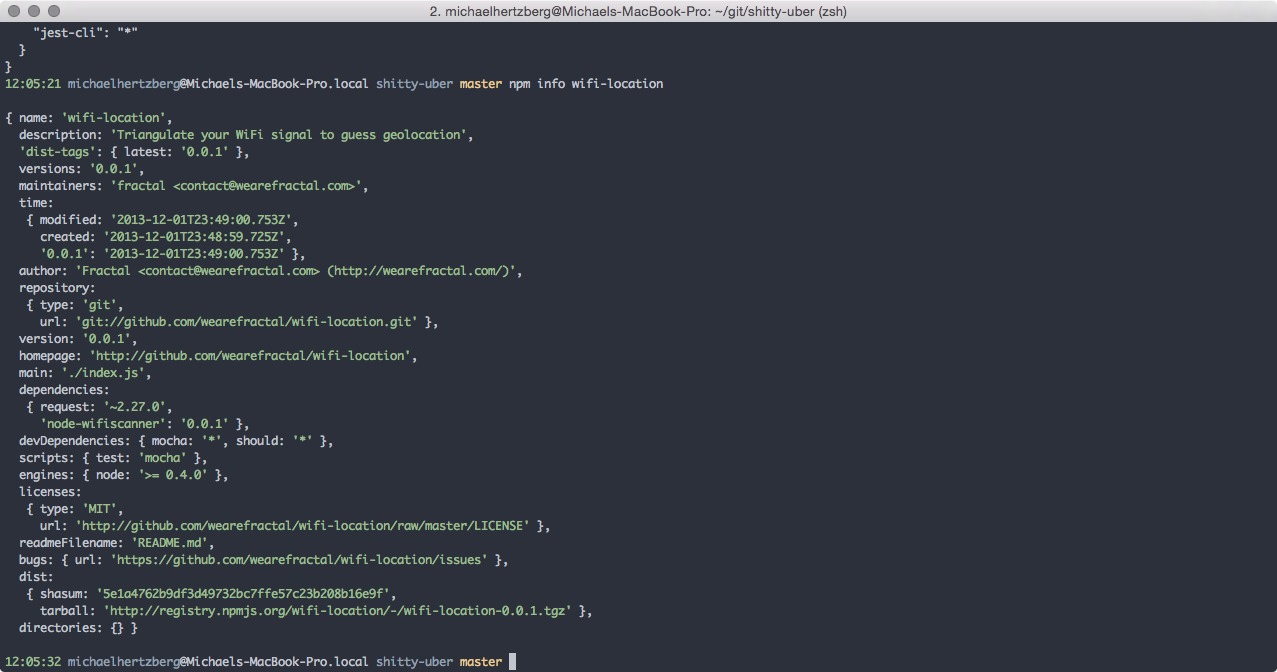 2. michaelhertzberg@Michaels-MacBook-Pro: ~/git/shitty-uber (zsh)
    "jest-cli": "*"
  }
}
12:05:21 michaelhertzberg@Michaels-MacBook-Pro.local shitty-uber master npm info wifi-location

{ name: 'wifi-location',
  description: 'Triangulate your WiFi signal to guess geolocation',
  'dist-tags': { latest: '0.0.1' },
  versions: '0.0.1',
  maintainers: 'fractal <contact@wearefractal.com>',
  time:
   { modified: '2013-12-01T23:49:00.753Z',
     created: '2013-12-01T23:48:59.725Z',
     '0.0.1': '2013-12-01T23:49:00.753Z' },
  author: 'Fractal <contact@wearefractal.com> (http://wearefractal.com/)',
  repository:
   { type: 'git',
     url: 'git://github.com/wearefractal/wifi-location.git' },
  version: '0.0.1',
  homepage: 'http://github.com/wearefractal/wifi-location',
  main: './index.js',
  dependencies:
   { request: '~2.27.0',
     'node-wifiscanner': '0.0.1' },
  devDependencies: { mocha: '*', should: '*' },
  scripts: { test: 'mocha' },
  engines: { node: '>= 0.4.0' },
  licenses:
   { type: 'MIT',
     url: 'http://github.com/wearefractal/wifi-location/raw/master/LICENSE' },
  readmeFilename: 'README.md',
  bugs: { url: 'https://github.com/wearefractal/wifi-location/issues' },
  dist:
   { shasum: '5e1a4762b9df3d49732bc7ffe57c23b208b16e9f',
     tarball: 'http://registry.npmjs.org/wifi-location/-/wifi-location-0.0.1.tgz' },
  directories: {} }

12:05:32 michaelhertzberg@Michaels-MacBook-Pro.local shitty-uber master